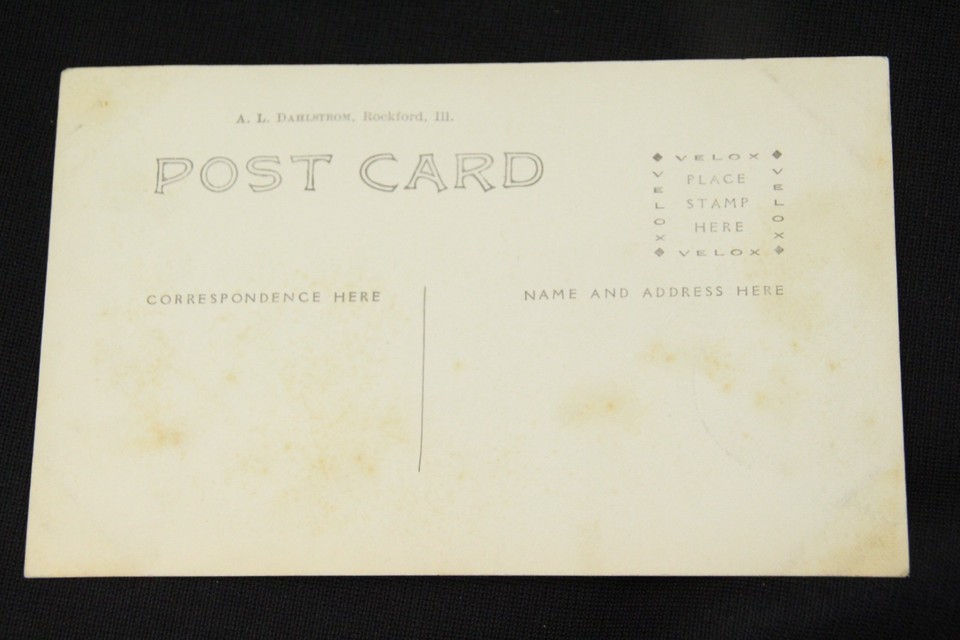 A. L. DAHLSTROM, Rockford, Ill.
POST CARD
VELOX
VELOX
PLACE
STAMP
HERE
VELOX
VELOX
CORRESPONDENCE HERE
NAME AND ADDRESS HERE